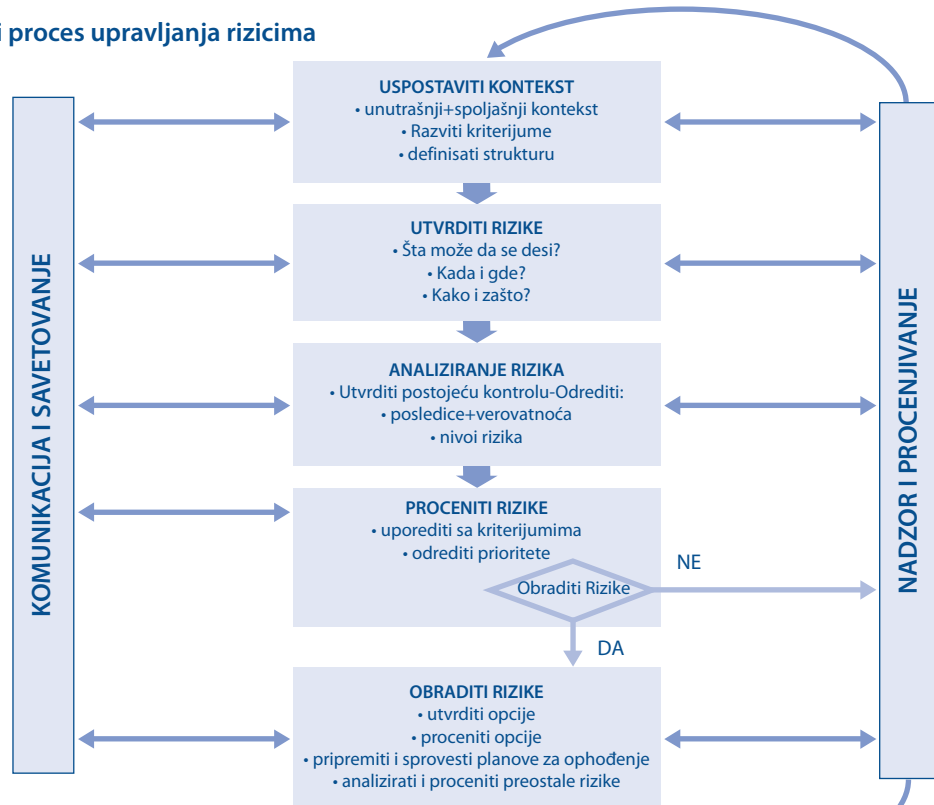 i proces upravljanja rizicima
KOMUNIKACIJA I SAVETOVANJE
USPOSTAVITI KONTEKST
• unutrašnji+spoljašnji kontekst
• Razviti kriterijume
• definisati strukturu
UTVRDITI RIZIKE
• Šta može da se desi?
• Kada i gde?
• Kako i zašto?
ANALIZIRANJE RIZIKA
• Utvrditi postojeću kontrolu-Odrediti:
• posledice+verovatnoća
• nivoi rizika
PROCENITI RIZIKE
• uporediti sa kriterijumima
• odrediti prioritete
Obraditi Rizike
NE
DA
OBRADITI RIZIKE
• utvrditi opcije
• proceniti opcije
• pripremiti i sprovesti planove za ophođenje
• analizirati i proceniti preostale rizike
NADZOR I PROCENJIVANJE